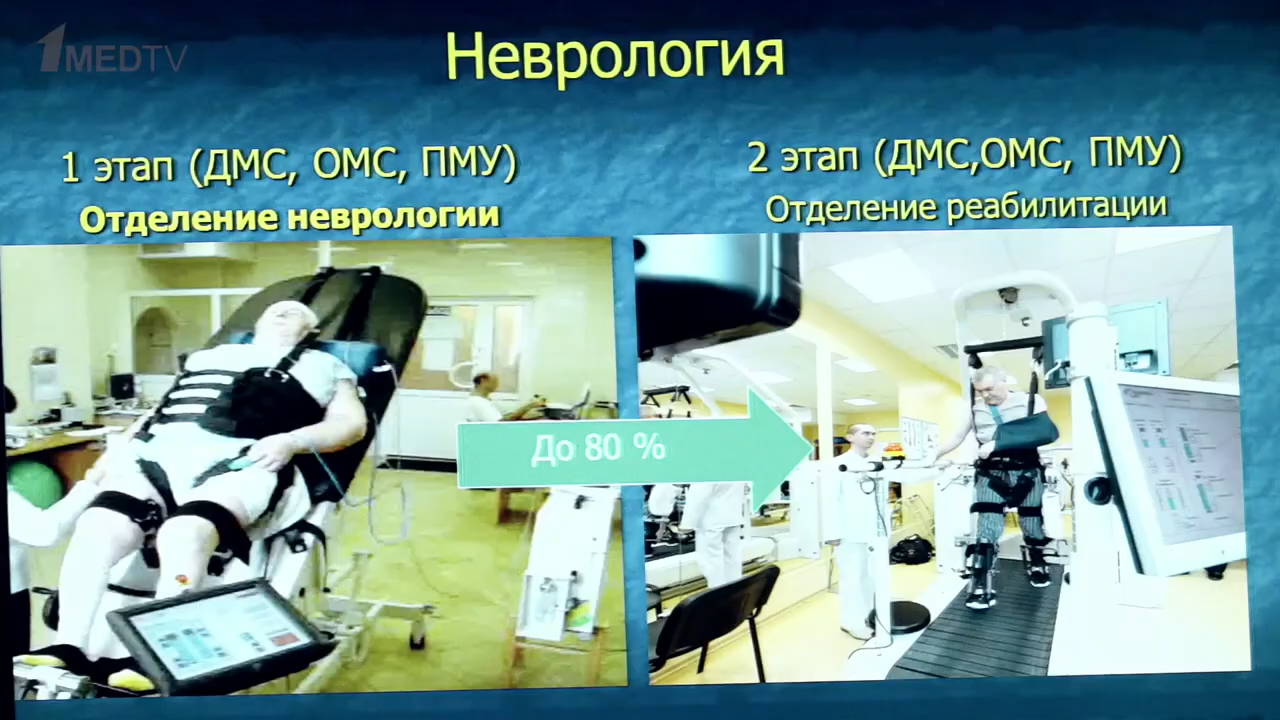 1MEDTV
Неврология
1 этап (ДМС, ОМС, ПМУ)
Отделение неврологии
2 этап (ДМС,ОМС, ПМУ)
Отделение реабилитации
До 80 %